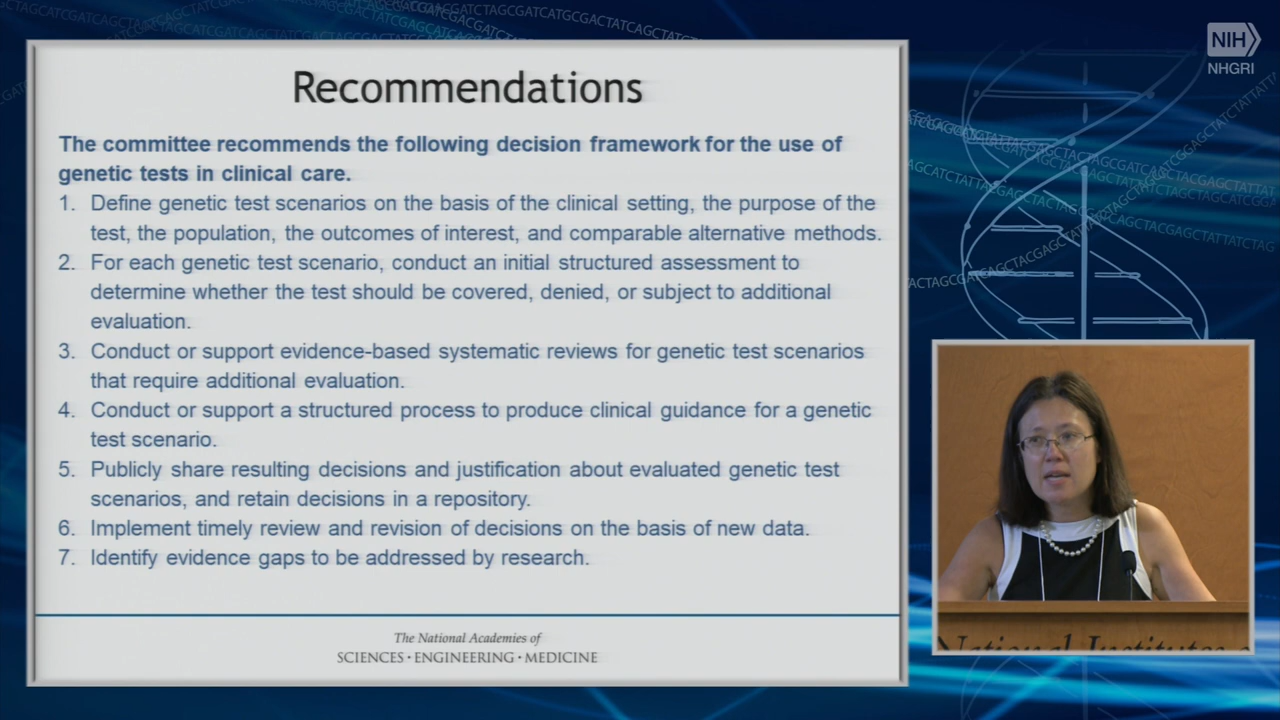 NIH
NHGRI
Recommendations
The committee recommends the following decision framework for the use of
genetic tests in clinical care.
1. Define genetic test scenarios on the basis of the clinical setting, the purpose of the
test, the population, the outcomes of interest, and comparable alternative methods.
2. For each genetic test scenario, conduct an initial structured assessment to
determine whether the test should be covered, denied, or subject to additional
evaluation.
3. Conduct or support evidence-based systematic reviews for genetic test scenarios
that require additional evaluation.
4. Conduct or support a structured process to produce clinical guidance for a genetic
test scenario.
5. Publicly share resulting decisions and justification about evaluated genetic test
scenarios, and retain decisions in a repository.
6. Implement timely review and revision of decisions on the basis of new data.
7. Identify evidence gaps to be addressed by research.
The National Academies of
SCIENCES · ENGINEERING · MEDICINE
National Institutes